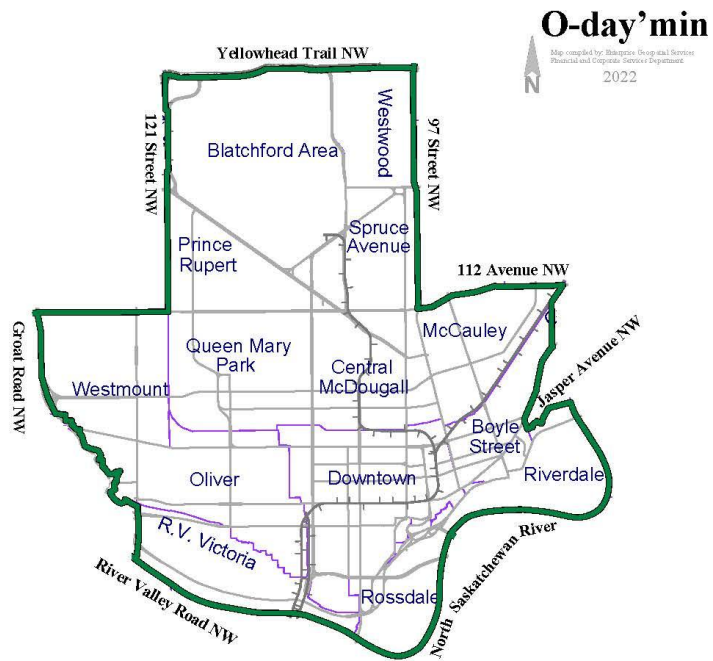 O-day'min
Map compiled by: Enterprise Geospatial Services
Financial and Corporate Services Department
2022
N
Yellowhead Trail NW
121 Street NW
97 Street NW
Westwood
Blatchford Area
Spruce
Avenue
Prince
Rupert
112 Avenue NW
Groat Road NW
McCauley
Jasper Avenue NW
Queen Mary
Park
Central
McDougall
Westmount
Boyle
Street
Oliver
Downtown
Riverdale
R.V. Victoria
River Valley Road NW
Rossdale
North Saskatchewan River